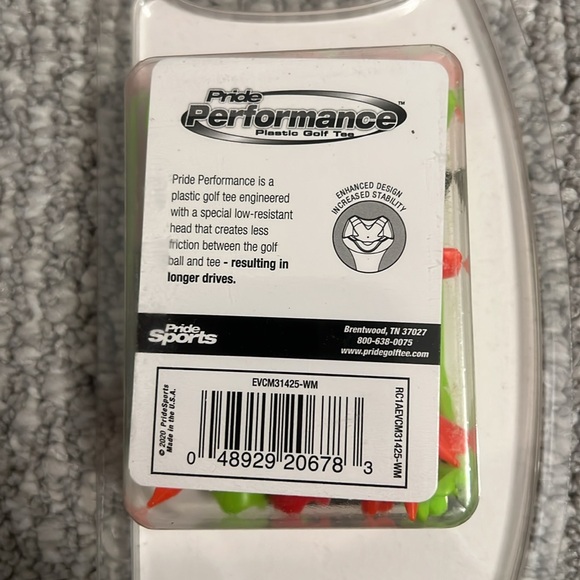 Pride
Performance™
Plastic Golf Tee
Pride Performance is a
plastic golf tee engineered
with a special low-resistant
head that creates less
friction between the golf
ball and tee - resulting in
longer drives.
ENHANCED DESIGN
INCREASED STABILITY
Pride
Sports
Brentwood, TN 37027
800-638-0075
www.pridegolftee.com
© 2020 PrideSports
Made in the U.S.A.
EVCM31425-WM
0 48929 20678 3
RC1AEVCM31425-WM